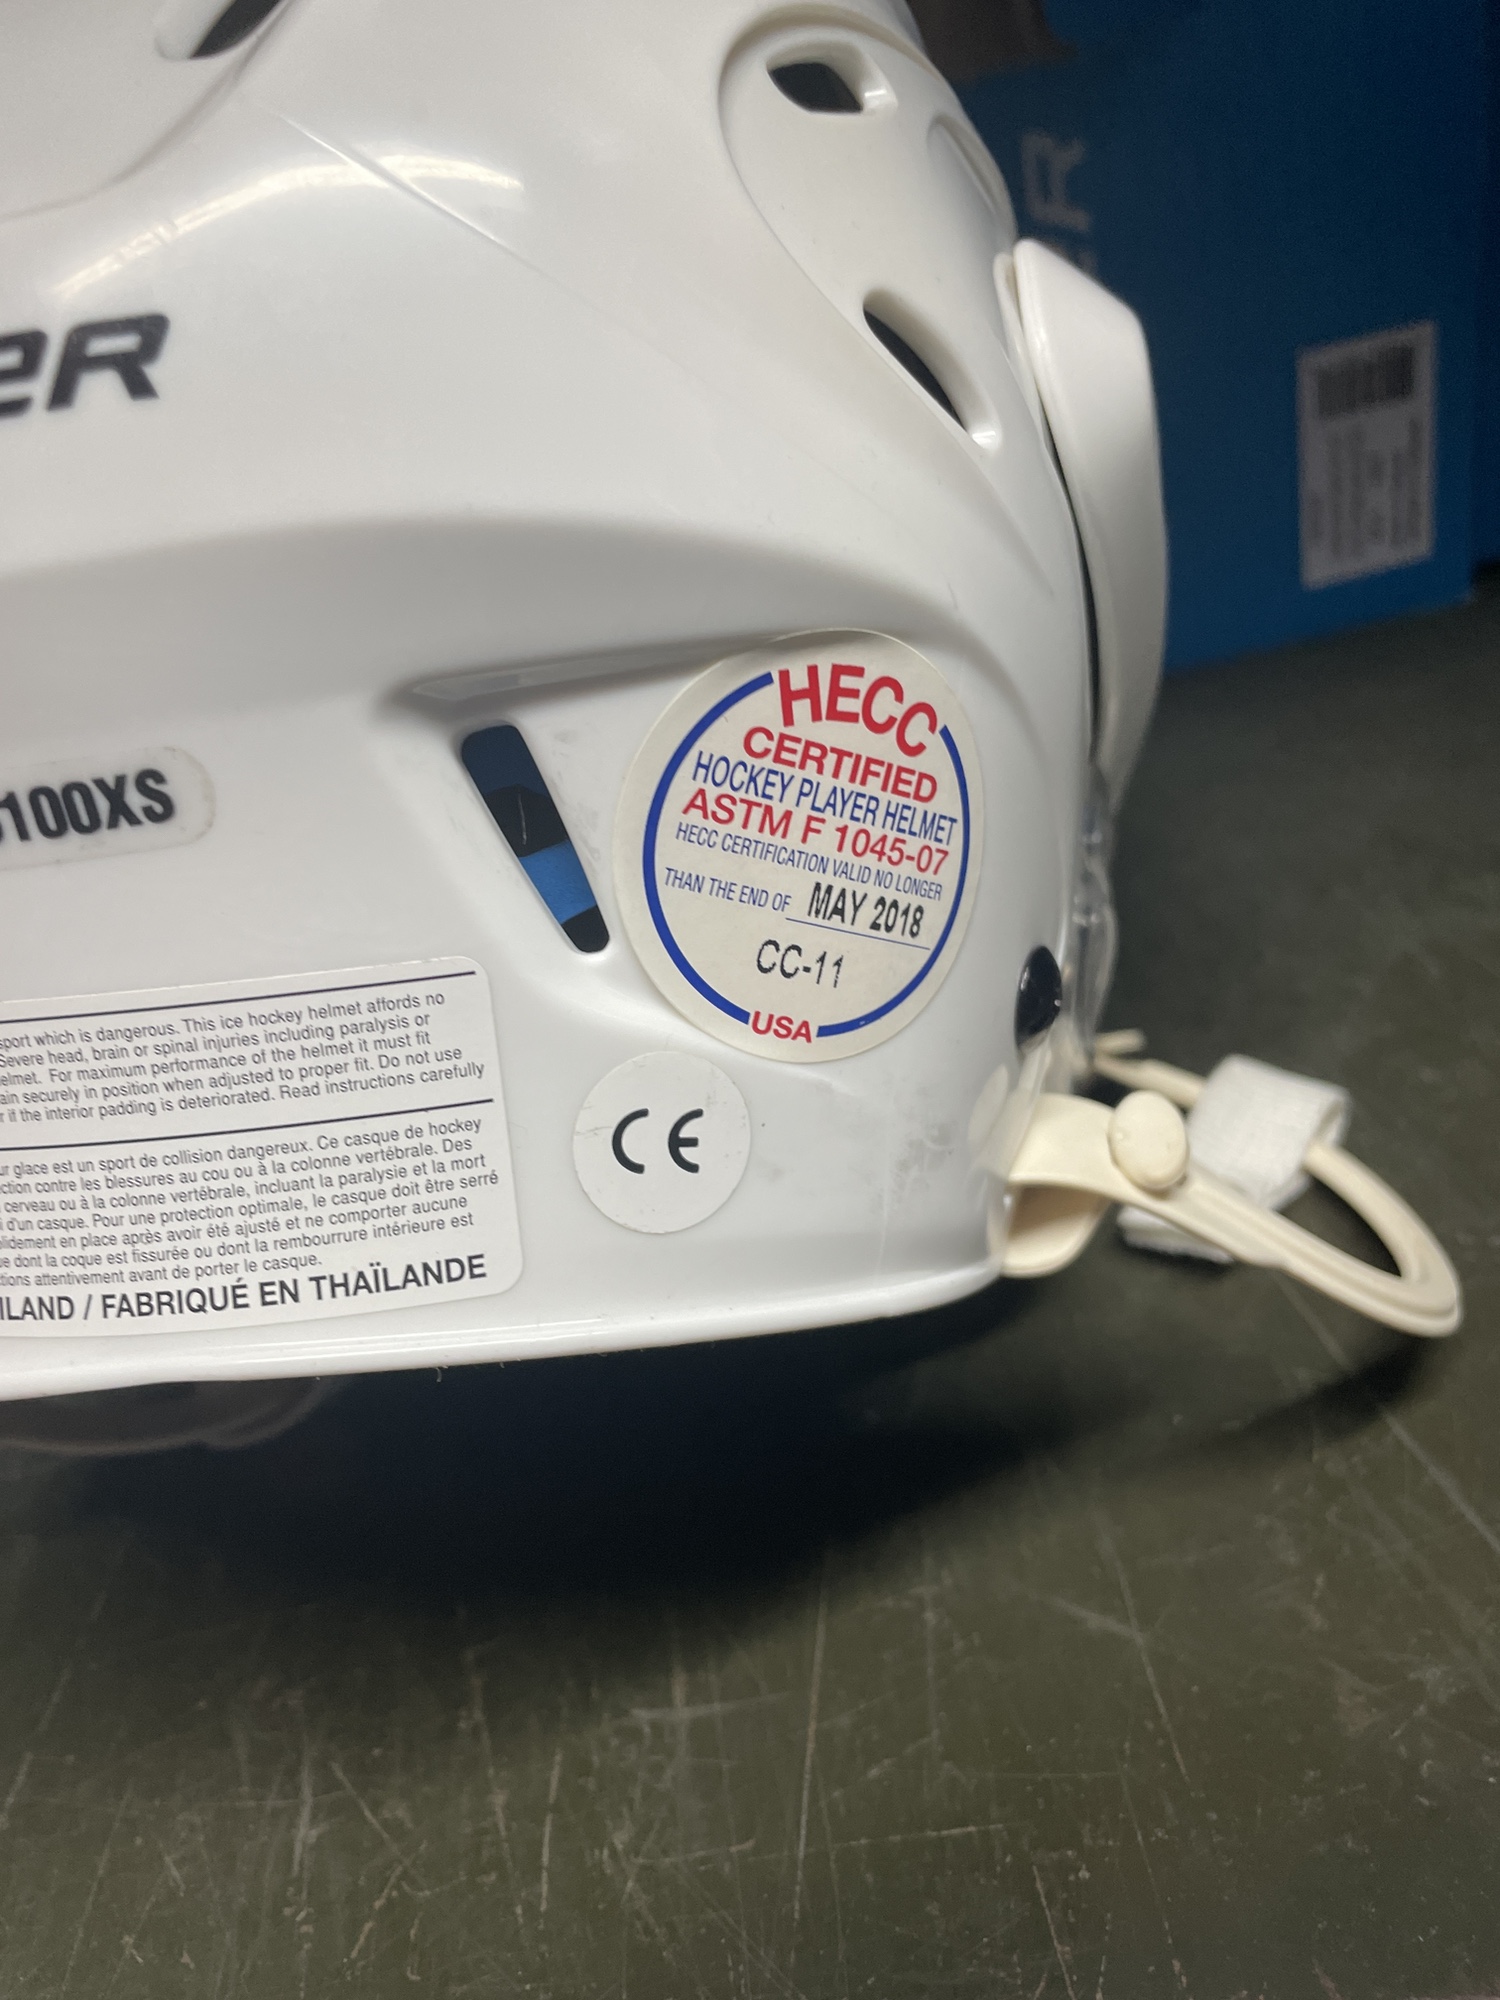 eR
R
100XS
HECC
CERTIFIED
HOCKEY PLAYER HELMET
ASTM F 1045-07
HECC CERTIFICATION VALID NO LONGER
THAN THE END OF MAY 2018
CC-11
USA
sport which is dangerous. This ice hockey helmet affords no
Severe head, brain or spinal injuries including paralysis or
elmet. For maximum performance of the helmet it must fit
ain securely in position when adjusted to proper fit. Do not use
r if the interior padding is deteriorated. Read instructions carefully
ur glace est un sport de collision dangereux. Ce casque de hockey
ction contre les blessures au cou ou à la colonne vertébrale. Des
cerveau ou à la colonne vertébrale, incluant la paralysie et la mort
d'un casque. Pour une protection optimale, le casque doit être serré
lidement en place après avoir été ajusté et ne comporter aucune
ue dont la coque est fissurée ou dont la rembourrure intérieure est
tions attentivement avant de porter le casque.
ILAND / FABRIQUÉ EN THAÏLANDE
CE